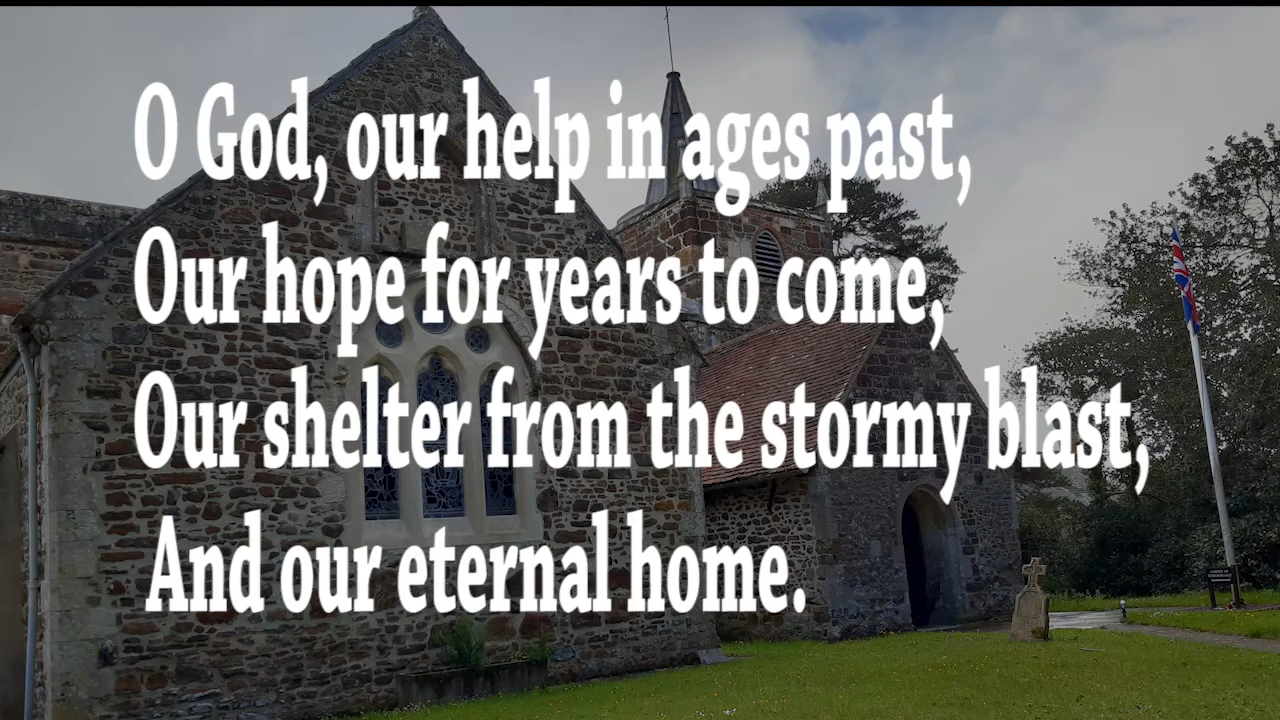 O God, our help in ages past,
Our hope for years to come,
Our shelter from the stormy blast,
And our eternal home.